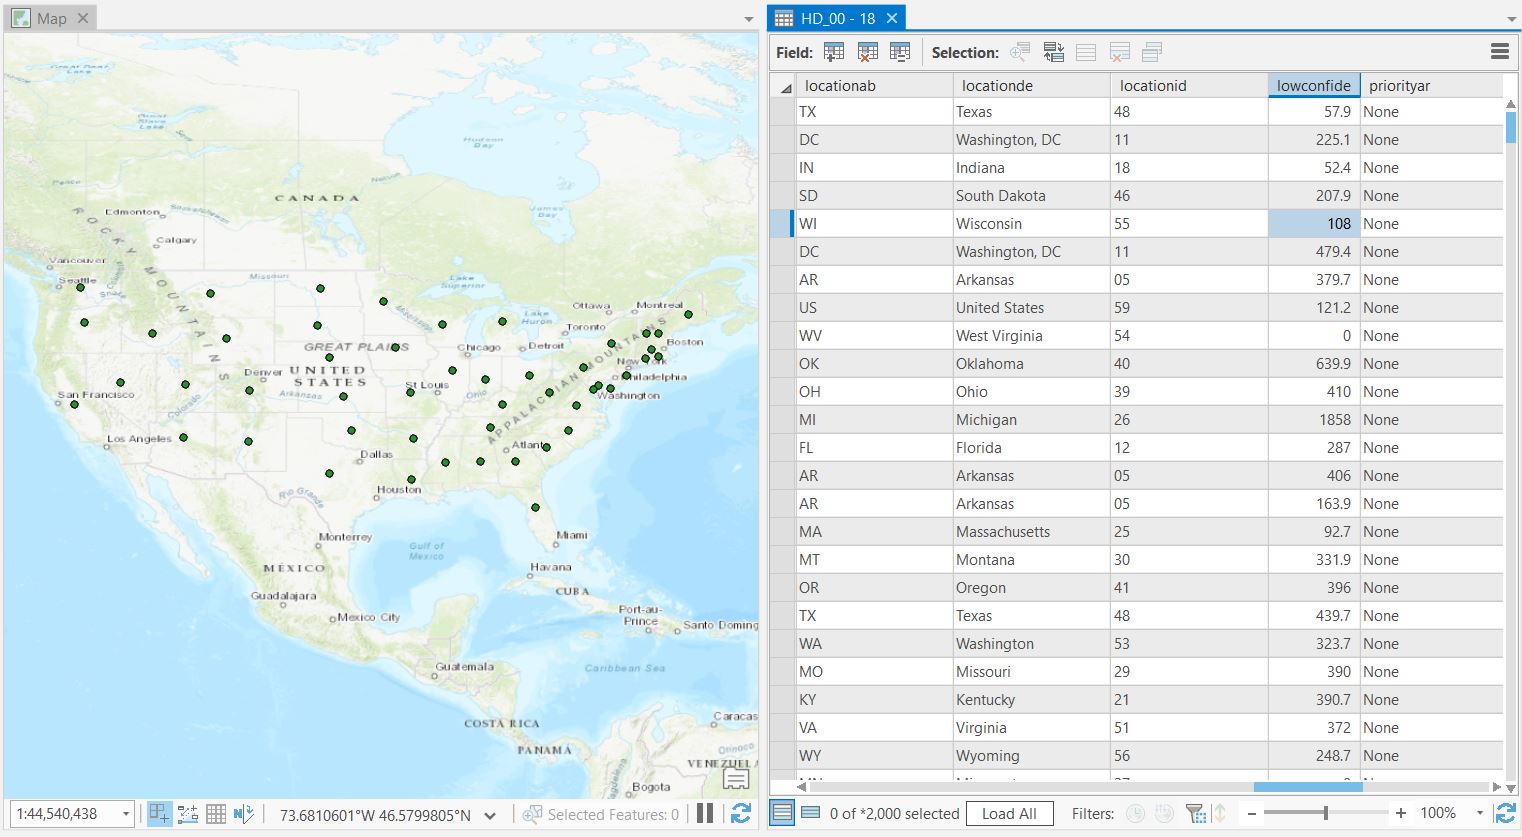 Map
HD_00 - 18
Field:
Selection:
locationab locationde locationid lowconfide priorityar
TX Texas 48 57.9 None
DC Washington, DC 11 225.1 None
IN Indiana 18 52.4 None
SD South Dakota 46 207.9 None
WI Wisconsin 55 108 None
DC Washington, DC 11 479.4 None
AR Arkansas 05 379.7 None
US United States 59 121.2 None
WV West Virginia 54 0 None
OK Oklahoma 40 639.9 None
OH Ohio 39 410 None
MI Michigan 26 1858 None
FL Florida 12 287 None
AR Arkansas 05 406 None
AR Arkansas 05 163.9 None
MA Massachusetts 25 92.7 None
MT Montana 30 331.9 None
OR Oregon 41 396 None
TX Texas 48 439.7 None
WA Washington 53 323.7 None
MO Missouri 29 390 None
KY Kentucky 21 390.7 None
VA Virginia 51 372 None
WY Wyoming 56 248.7 None
Great Bear
Lake
Great
Slave
Lake
Hudson
Bay
Peace
Nelson
CANADA
James
Bay
Edmonton
Saskatchewan
Calgary
ROCKY MOUNTAINS
Vancouver
Seattle
Snake
Missouri
Lake
Superior
Mississippi
Ottawa
Montreal
Lake
Huron
Toronto
Boston
GREAT PLAINS
Chicago
Detroit
New York
Denver
UNITED
STATES
St Louis
Philadelphia
San Francisco
Colorado
Arkansas
Ohio
Washington
APPALACHIAN MOUNTAINS
Los Angeles
Atlanta
Dallas
Rio Grande
Houston
Monterrey
Gulf of
Mexico
Miami
MÉXICO
Havana
CUBA
Guadalajara
Mexico City
Port-au-
Prince
Santo Doming
Guatemala
Caribbean Sea
COSTA RICA
Caracas
PANAMÁ
Orinoco
VENEZUELA
Magdalena
Bogota
1:44,540,438
73.6810601°W 46.5799805°N
Selected Features: 0
0 of *2,000 selected
Load All
Filters:
100%